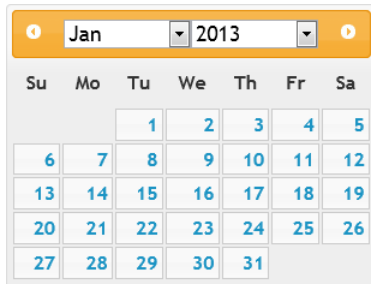 Jan 2013
Su Mo Tu We Th Fr Sa
1 2 3 4 5
6 7 8 9 10 11 12
13 14 15 16 17 18 19
20 21 22 23 24 25 26
27 28 29 30 31